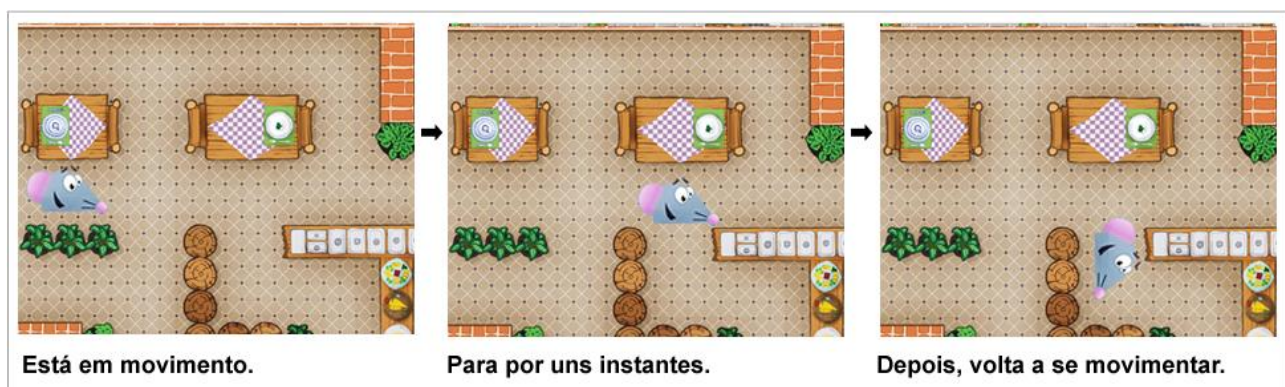 Está em movimento.
Para por uns instantes.
Depois, volta a se movimentar.